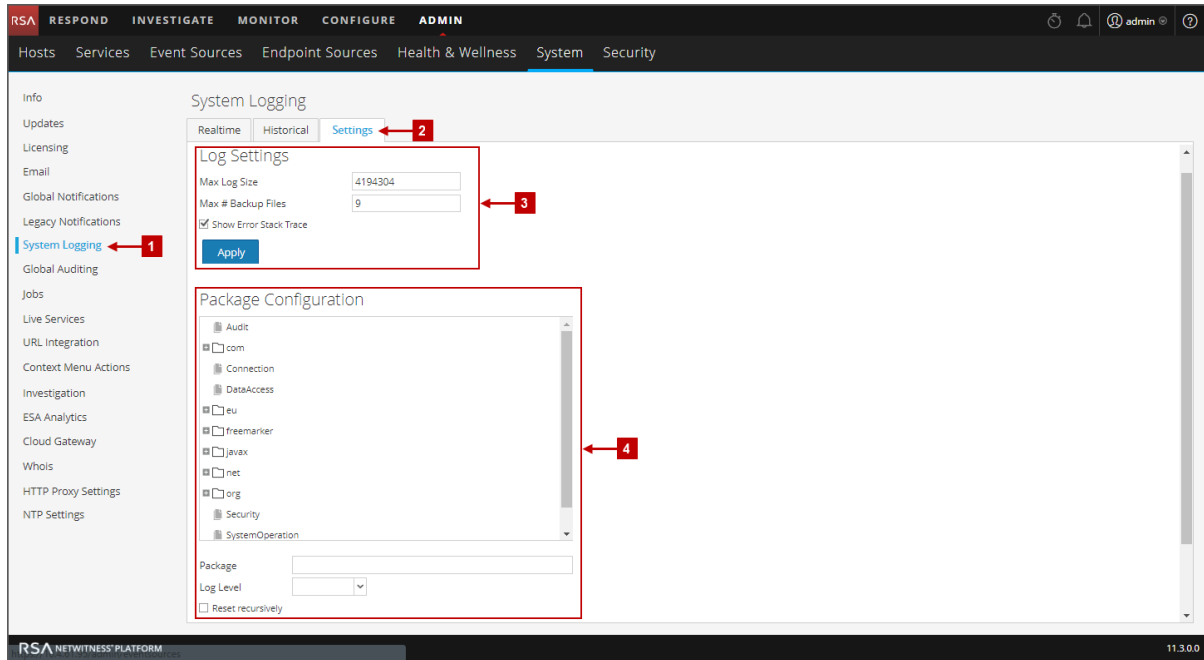 RSA RESPOND INVESTIGATE MONITOR CONFIGURE ADMIN admin
Hosts Services Event Sources Endpoint Sources Health & Wellness System Security
Info
Updates
Licensing
Email
Global Notifications
Legacy Notifications
System Logging 1
Global Auditing
Jobs
Live Services
URL Integration
Context Menu Actions
Investigation
ESA Analytics
Cloud Gateway
Whois
HTTP Proxy Settings
NTP Settings
System Logging
Realtime Historical Settings 2
Log Settings
Max Log Size 4194304
Max # Backup Files 9
3
Show Error Stack Trace
Apply
Package Configuration
Audit
com
Connection
DataAccess
eu
freemarker
javax
net
org
Security
SystemOperation
4
Package
Log Level
Reset recursively
RSA NETWITNESS® PLATFORM 11.3.0.0